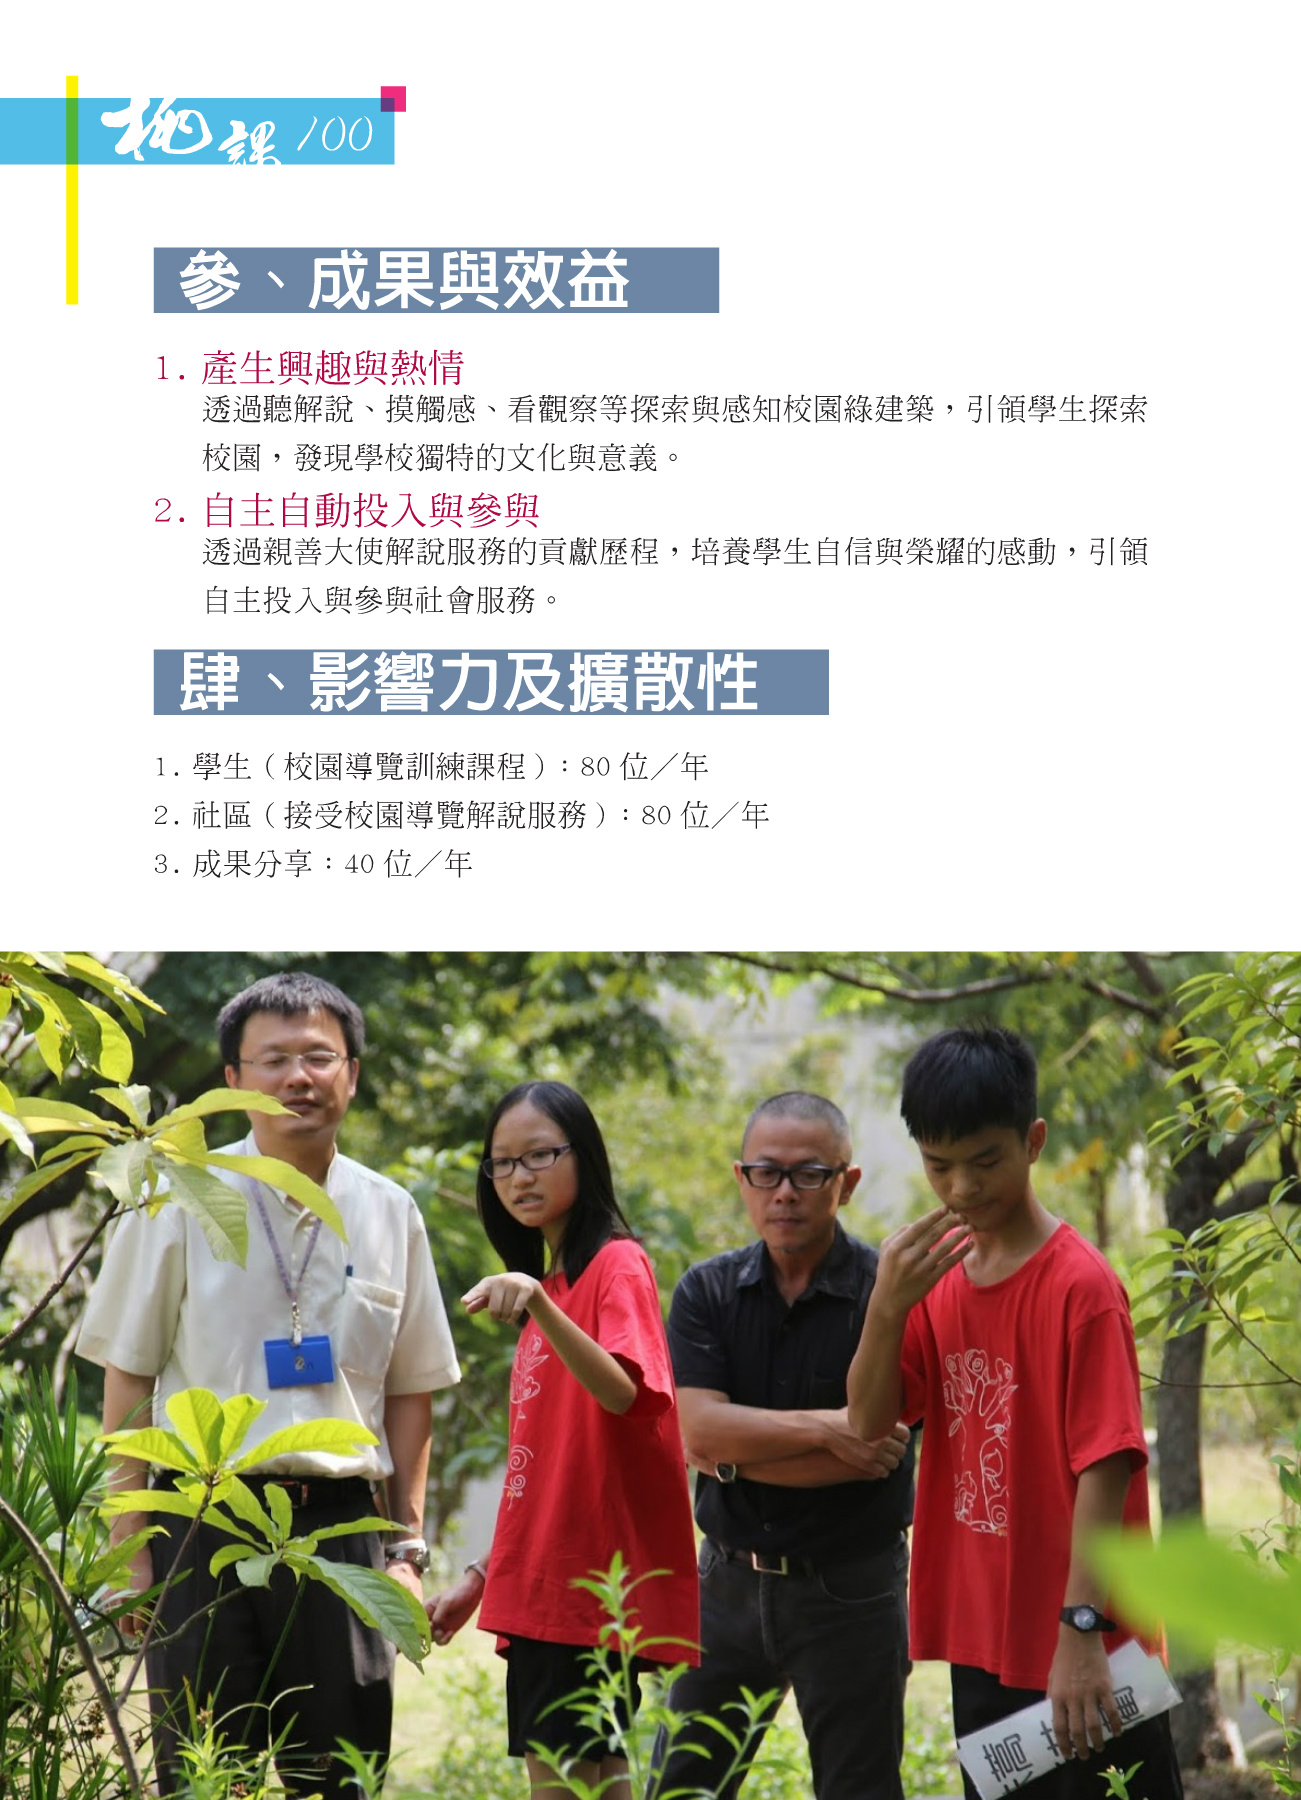 桃課100
參、成果與效益
1. 產生興趣與熱情
透過聽解說、摸觸感、看觀察等探索與感知校園綠建築，引領學生探索
校園，發現學校獨特的文化與意義。
2. 自主自動投入與參與
透過親善大使解說服務的貢獻歷程，培養學生自信與榮耀的感動，引領
自主投入與參與社會服務。
肆、影響力及擴散性
1. 學生（校園導覽訓練課程）：80 位／年
2. 社區（接受校園導覽解說服務）：80 位／年
3. 成果分享：40 位／年